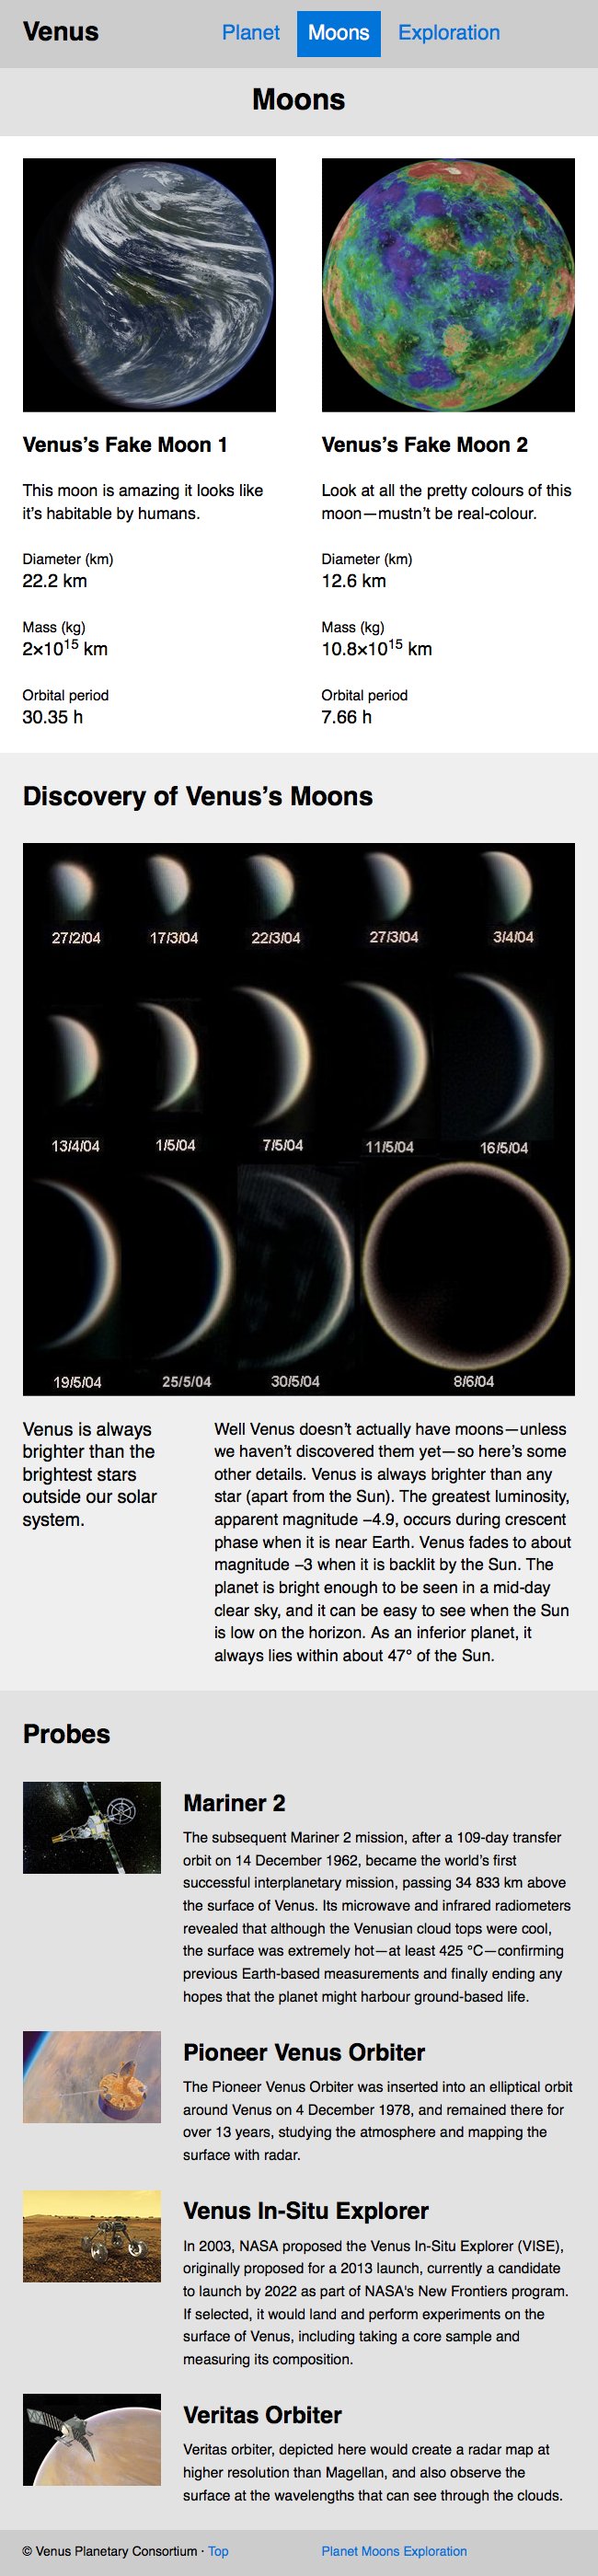 Venus
Planet Moons Exploration
Moons
Venus’s Fake Moon 1
This moon is amazing it looks like
it’s habitable by humans.
Diameter (km)
22.2 km
Mass (kg)
2×10¹⁵ km
Orbital period
30.35 h
Venus’s Fake Moon 2
Look at all the pretty colours of this
moon—mustn’t be real-colour.
Diameter (km)
12.6 km
Mass (kg)
10.8×10¹⁵ km
Orbital period
7.66 h
Discovery of Venus’s Moons
27/2/04 17/3/04 22/3/04 27/3/04 3/4/04
13/4/04 1/5/04 7/5/04 11/5/04 16/5/04
19/5/04 25/5/04 30/5/04 8/6/04
Venus is always
brighter than the
brightest stars
outside our solar
system.
Well Venus doesn’t actually have moons—unless
we haven’t discovered them yet—so here’s some
other details. Venus is always brighter than any
star (apart from the Sun). The greatest luminosity,
apparent magnitude −4.9, occurs during crescent
phase when it is near Earth. Venus fades to about
magnitude −3 when it is backlit by the Sun. The
planet is bright enough to be seen in a mid-day
clear sky, and it can be easy to see when the Sun
is low on the horizon. As an inferior planet, it
always lies within about 47° of the Sun.
Probes
Mariner 2
The subsequent Mariner 2 mission, after a 109-day transfer
orbit on 14 December 1962, became the world’s first
successful interplanetary mission, passing 34 833 km above
the surface of Venus. Its microwave and infrared radiometers
revealed that although the Venusian cloud tops were cool,
the surface was extremely hot—at least 425 °C—confirming
previous Earth-based measurements and finally ending any
hopes that the planet might harbour ground-based life.
Pioneer Venus Orbiter
The Pioneer Venus Orbiter was inserted into an elliptical orbit
around Venus on 4 December 1978, and remained there for
over 13 years, studying the atmosphere and mapping the
surface with radar.
Venus In-Situ Explorer
In 2003, NASA proposed the Venus In-Situ Explorer (VISE),
originally proposed for a 2013 launch, currently a candidate
to launch by 2022 as part of NASA's New Frontiers program.
If selected, it would land and perform experiments on the
surface of Venus, including taking a core sample and
measuring its composition.
Veritas Orbiter
Veritas orbiter, depicted here would create a radar map at
higher resolution than Magellan, and also observe the
surface at the wavelengths that can see through the clouds.
© Venus Planetary Consortium · Top
Planet Moons Exploration